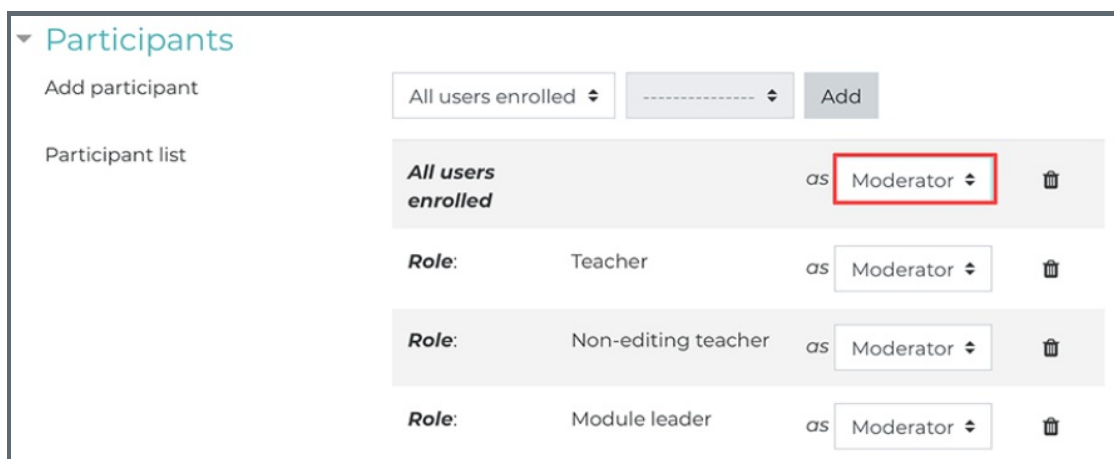 Participants
Add participant
All users enrolled
---------------
Add
Participant list
All users
enrolled
as Moderator
Role: Teacher as Moderator
Role: Non-editing teacher as Moderator
Role: Module leader as Moderator